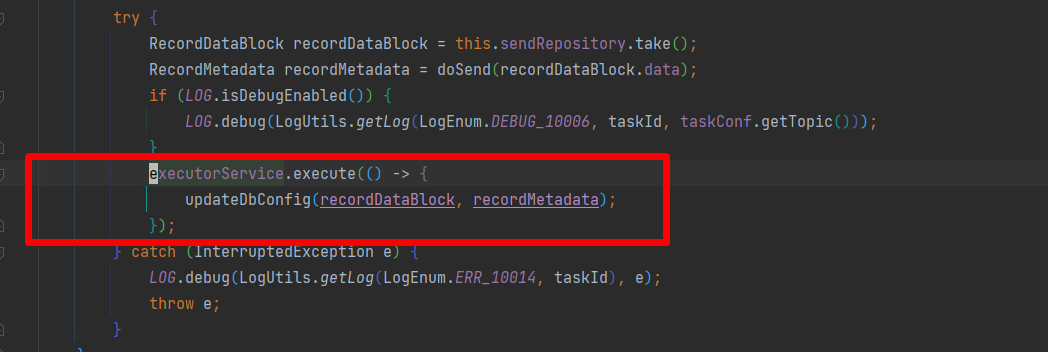 try {
RecordDataBlock recordDataBlock = this.sendRepository.take();
RecordMetadata recordMetadata = doSend(recordDataBlock.data);
if (LOG.isDebugEnabled()) {
LOG.debug(LogUtils.getLog(LogEnum.DEBUG_10006, taskId, taskConf.getTopic()));
}
executorService.execute(() -> {
updateDbConfig(recordDataBlock, recordMetadata);
});
} catch (InterruptedException e) {
LOG.debug(LogUtils.getLog(LogEnum.ERR_10014, taskId), e);
throw e;
}
}